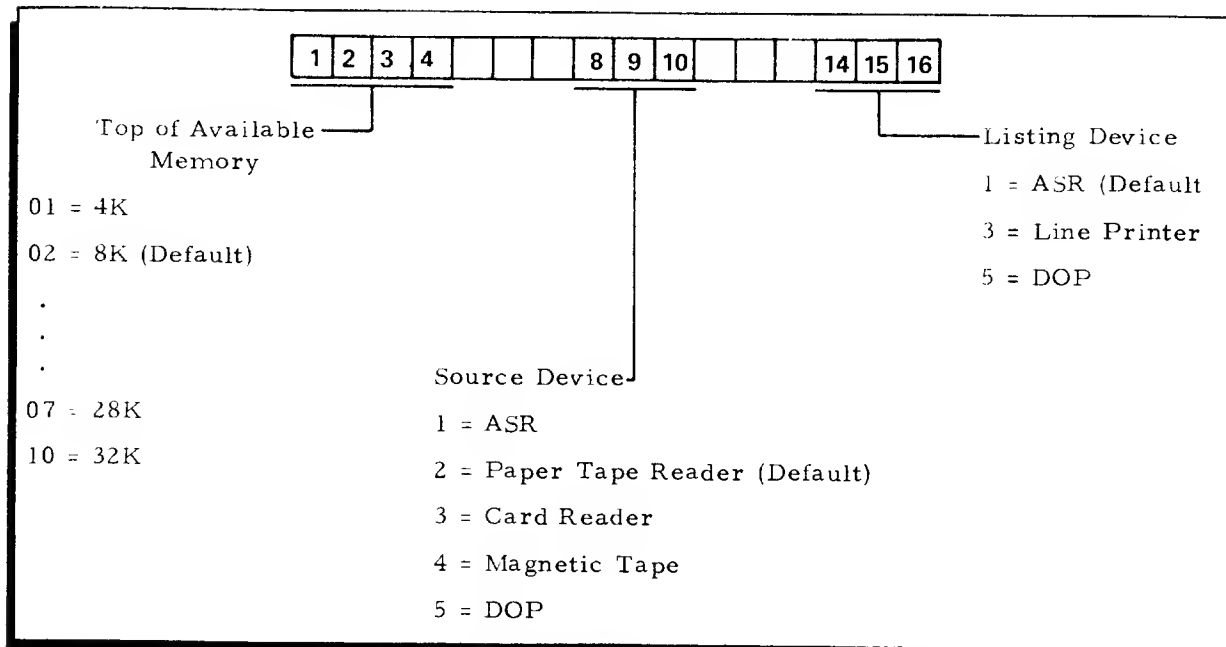 1 2 3 4 8 9 10 14 15 16
Top of Available
Memory
01 = 4K
02 = 8K (Default)
.
.
.
07 = 28K
10 = 32K
Source Device
1 = ASR
2 = Paper Tape Reader (Default)
3 = Card Reader
4 = Magnetic Tape
5 = DOP
Listing Device
1 = ASR (Default
3 = Line Printer
5 = DOP